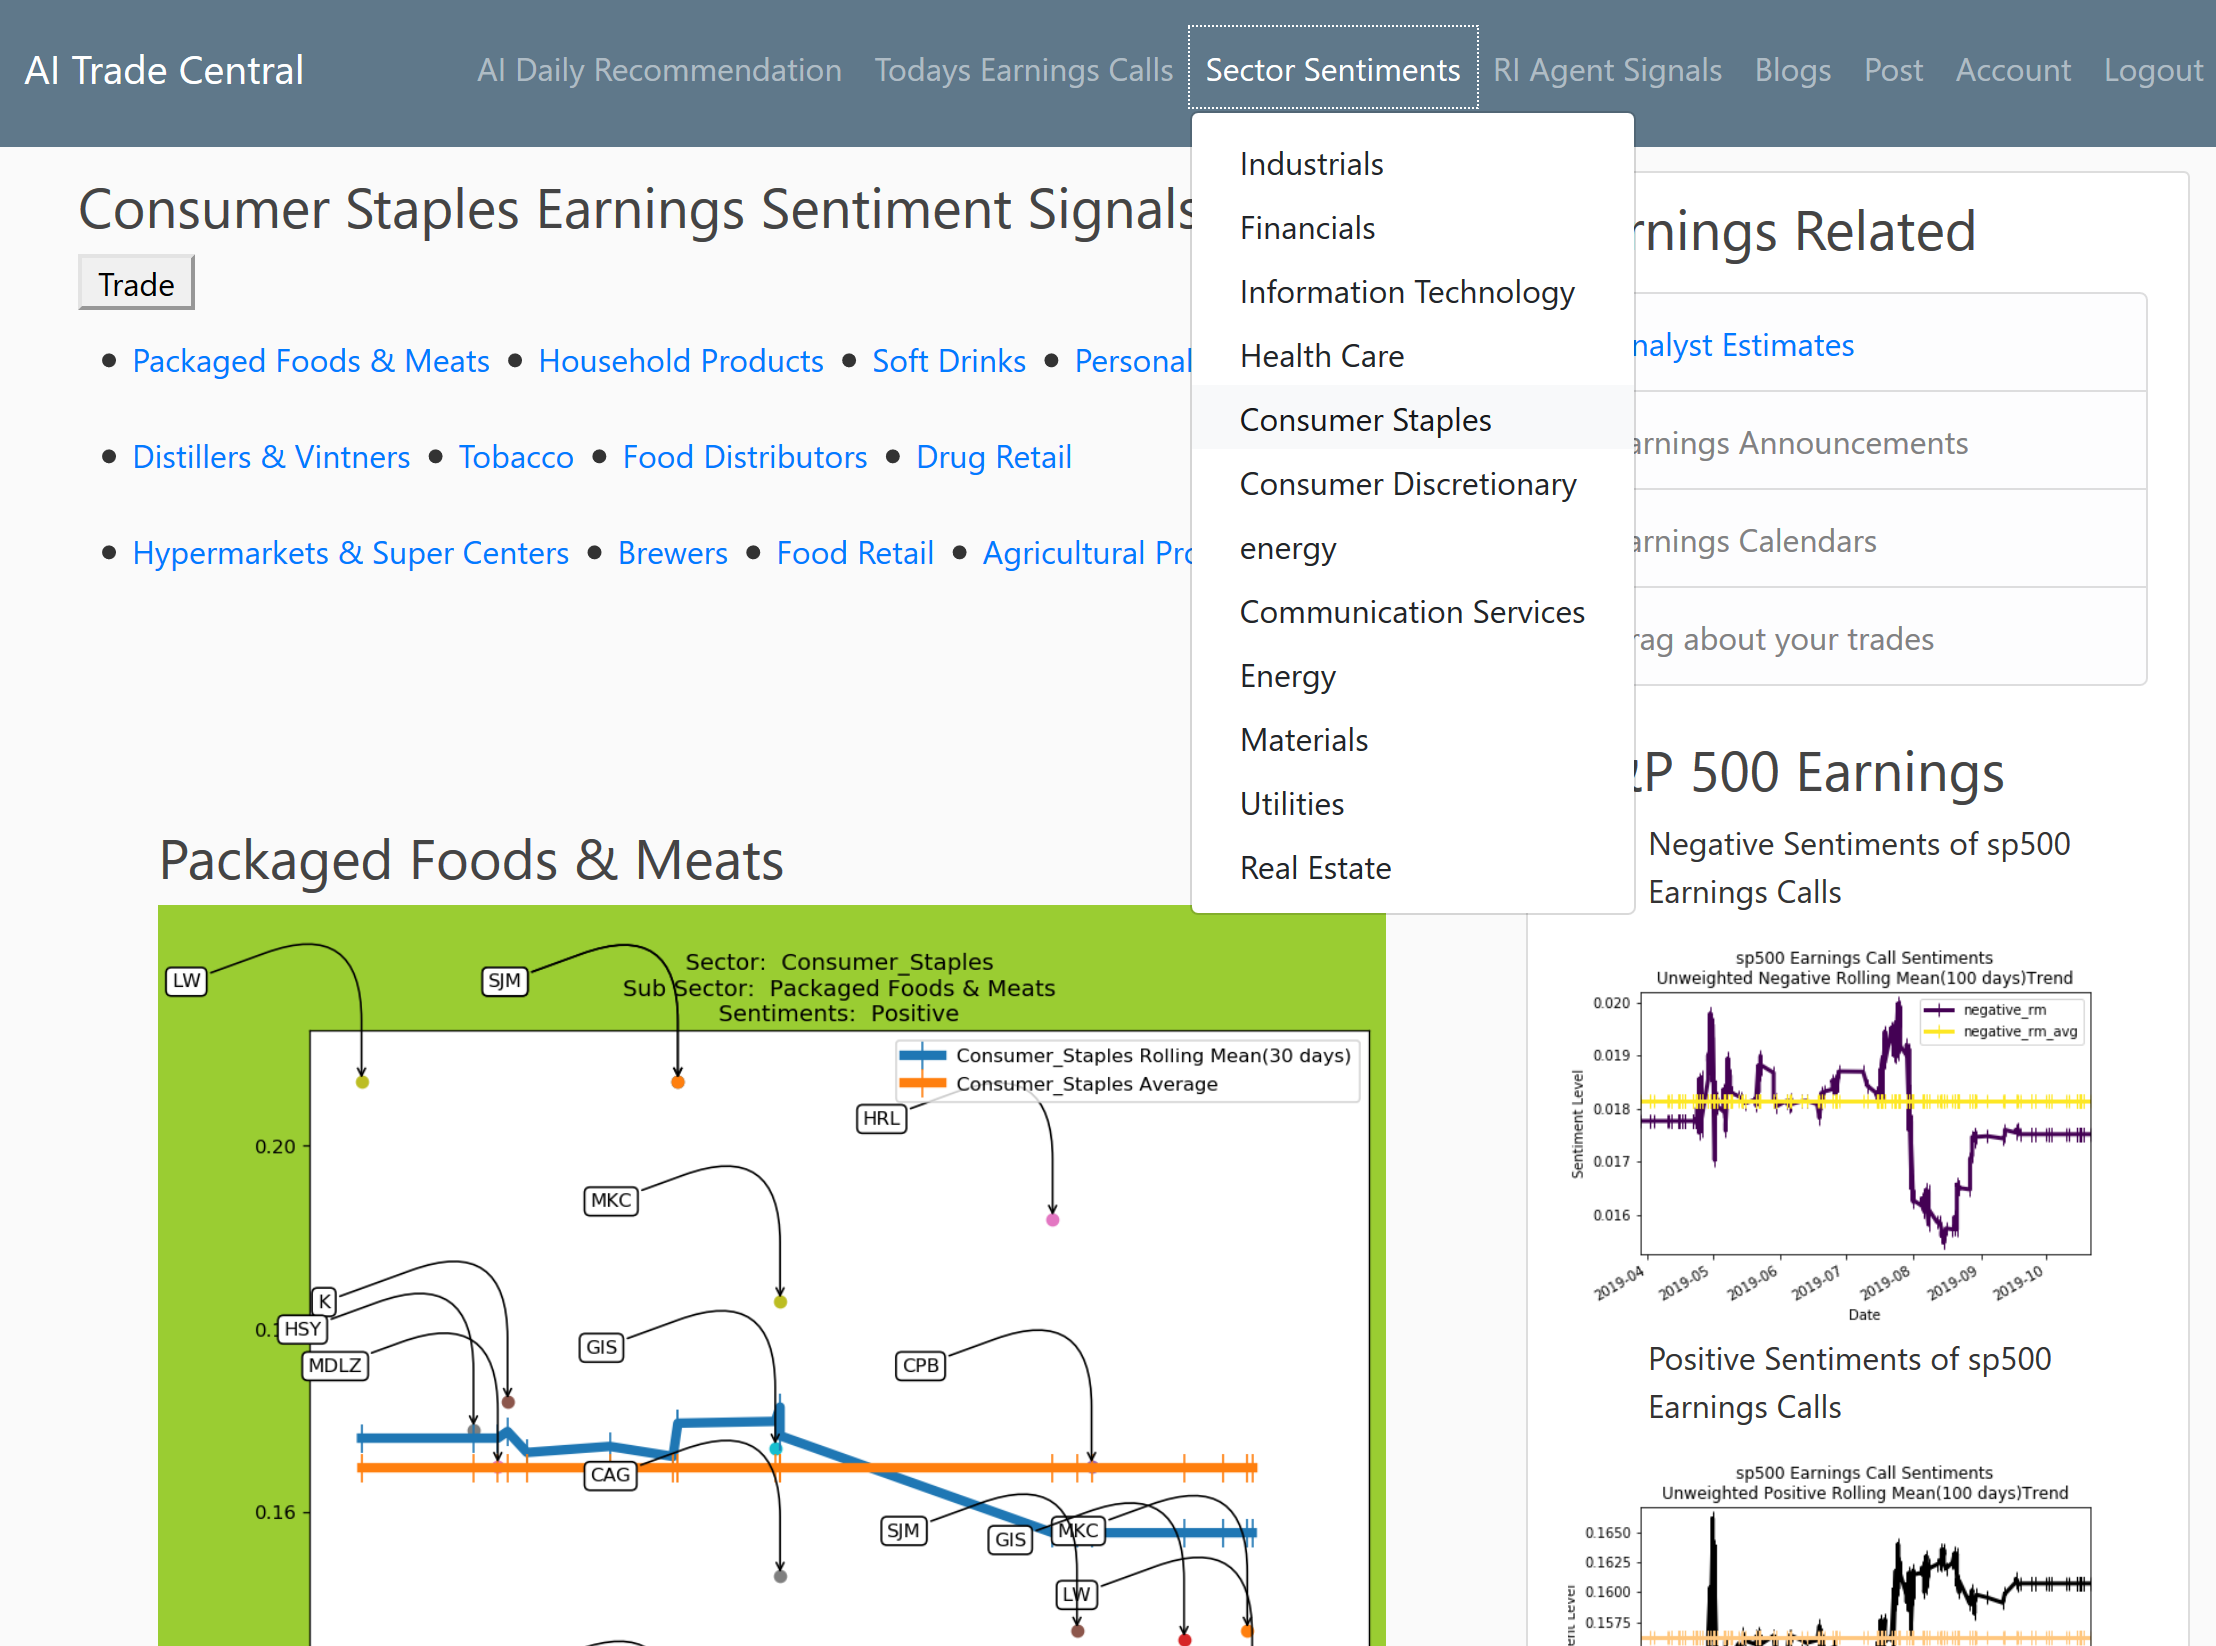 AI Trade Central
AI Daily Recommendation Todays Earnings Calls Sector Sentiments RI Agent Signals Blogs Post Account Logout
Industrials
Financials
Information Technology
Health Care
Consumer Staples
Consumer Discretionary
energy
Communication Services
Energy
Materials
Utilities
Real Estate
Consumer Staples Earnings Sentiment Signals
Trade
Packaged Foods & Meats Household Products Soft Drinks Personal
Distillers & Vintners Tobacco Food Distributors Drug Retail
Hypermarkets & Super Centers Brewers Food Retail Agricultural
Packaged Foods & Meats
Sector: Consumer_Staples
Sub Sector: Packaged Foods & Meats
Sentiments: Positive
Consumer_Staples Rolling Mean(30 days)
Consumer_Staples Average
LW
SJM
HRL
0.20
MKC
K
HSY
MDLZ
GIS
CPB
CAG
0.16
SJM
GIS
MKC
LW
Related
Estimates
Announcements
Calendars
about your trades
500 Earnings
Negative Sentiments of sp500
Earnings Calls
sp500 Earnings Call Sentiments
Unweighted Negative Rolling Mean(100 days)Trend
negative_rm
negative_rm_avg
0.020
0.019
0.018
0.017
0.016
Sentiment Level
2019-04 2019-05 2019-06 2019-07 2019-08 2019-09 2019-10
Date
Positive Sentiments of sp500
Earnings Calls
sp500 Earnings Call Sentiments
Unweighted Positive Rolling Mean(100 days)Trend
0.1650
0.1625
0.1600
0.1575
Level